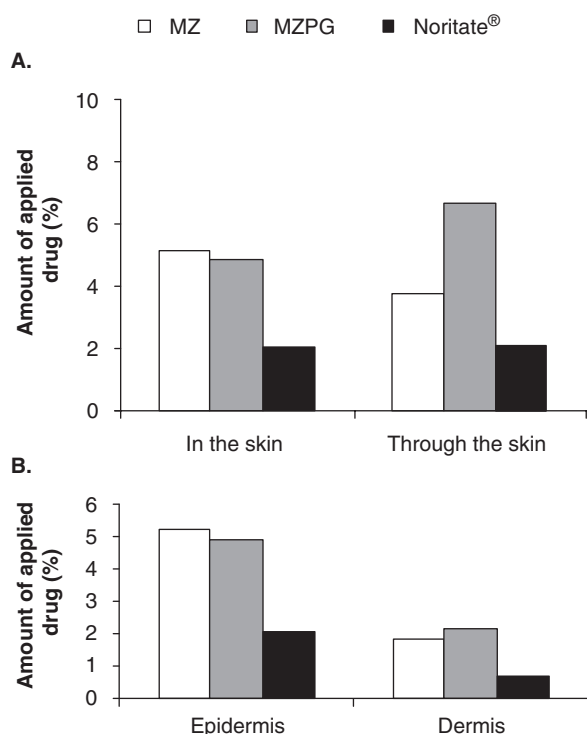 MZ MZPG Noritate®
A.
Amount of applied
drug (%)
10
8
6
4
2
0
In the skin Through the skin
B.
Amount of applied
drug (%)
6
5
4
3
2
1
0
Epidermis Dermis